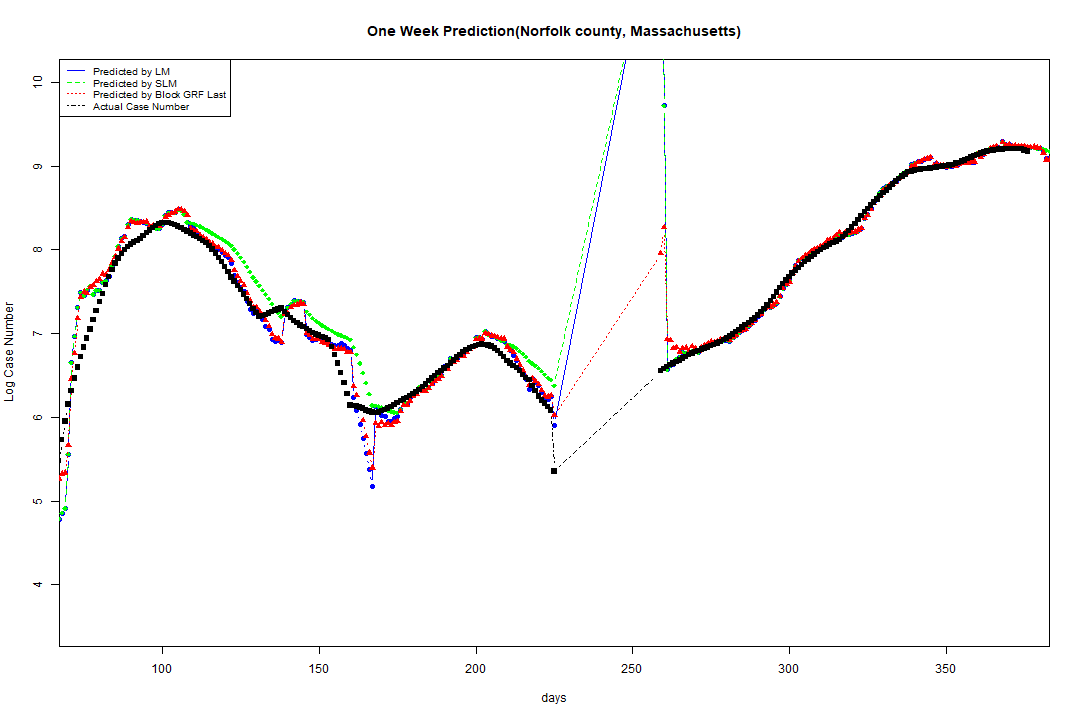 One Week Prediction(Norfolk county, Massachusetts)
Predicted by LM
Predicted by SLM
Predicted by Block GRF Last
Actual Case Number
Log Case Number
10
9
8
7
6
5
4
100 150 200 250 300 350
days